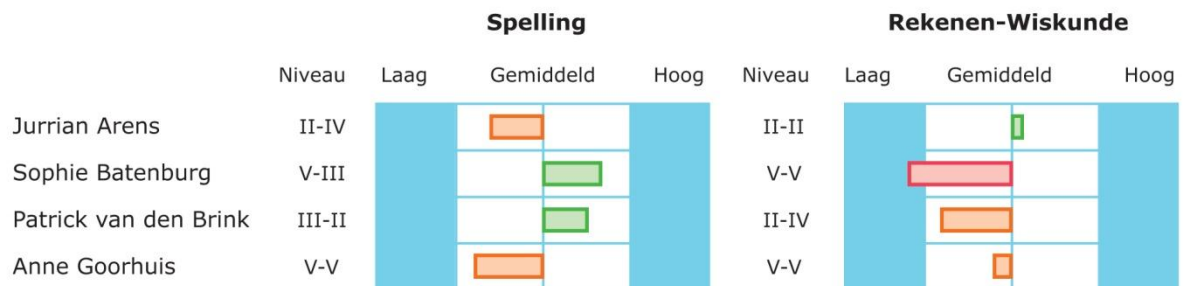 Spelling Rekenen-Wiskunde
Niveau Laag Gemiddeld Hoog Niveau Laag Gemiddeld Hoog
Jurrian Arens II-IV II-II
Sophie Batenburg V-III V-V
Patrick van den Brink III-II II-IV
Anne Goorhuis V-V V-V